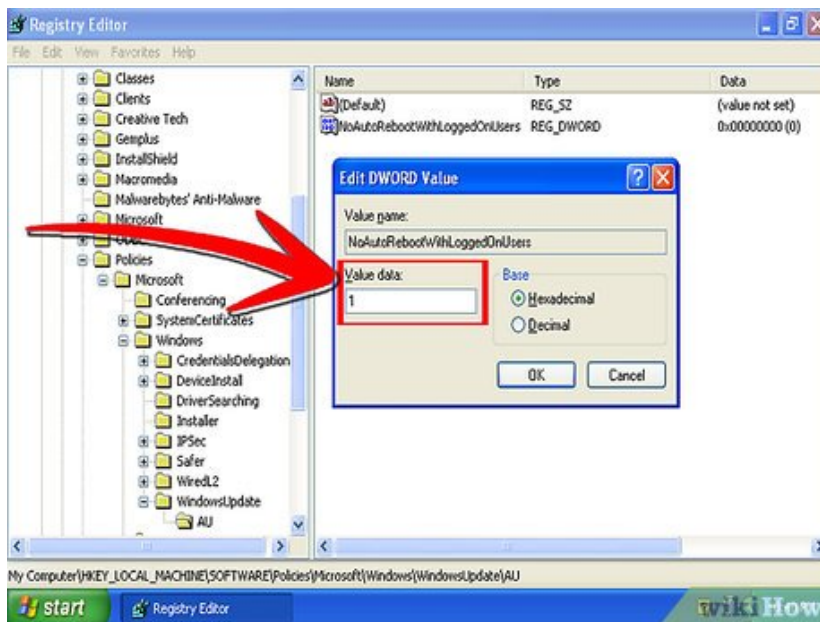 Registry Editor
File Edit View Favorites Help
Classes
Clients
Creative Tech
Gemplus
InstallShield
Macromedia
Malwarebytes' Anti-Malware
Microsoft
Policies
Microsoft
Conferencing
SystemCertificates
Windows
CredentialsDelegation
DeviceInstall
DriverSearching
Installer
IPSec
Safer
WiredL2
WindowsUpdate
AU
Name Type Data
(Default) REG_SZ (value not set)
NoAutoRebootWithLoggedOnUsers REG_DWORD 0x00000000 (0)
Edit DWORD Value
Value name:
NoAutoRebootWithLoggedOnUsers
Value data:
1
Base
Hexadecimal
Decimal
OK Cancel
My Computer\HKEY_LOCAL_MACHINE\SOFTWARE\Policies\Microsoft\Windows\WindowsUpdate\AU
start Registry Editor
wikiHow